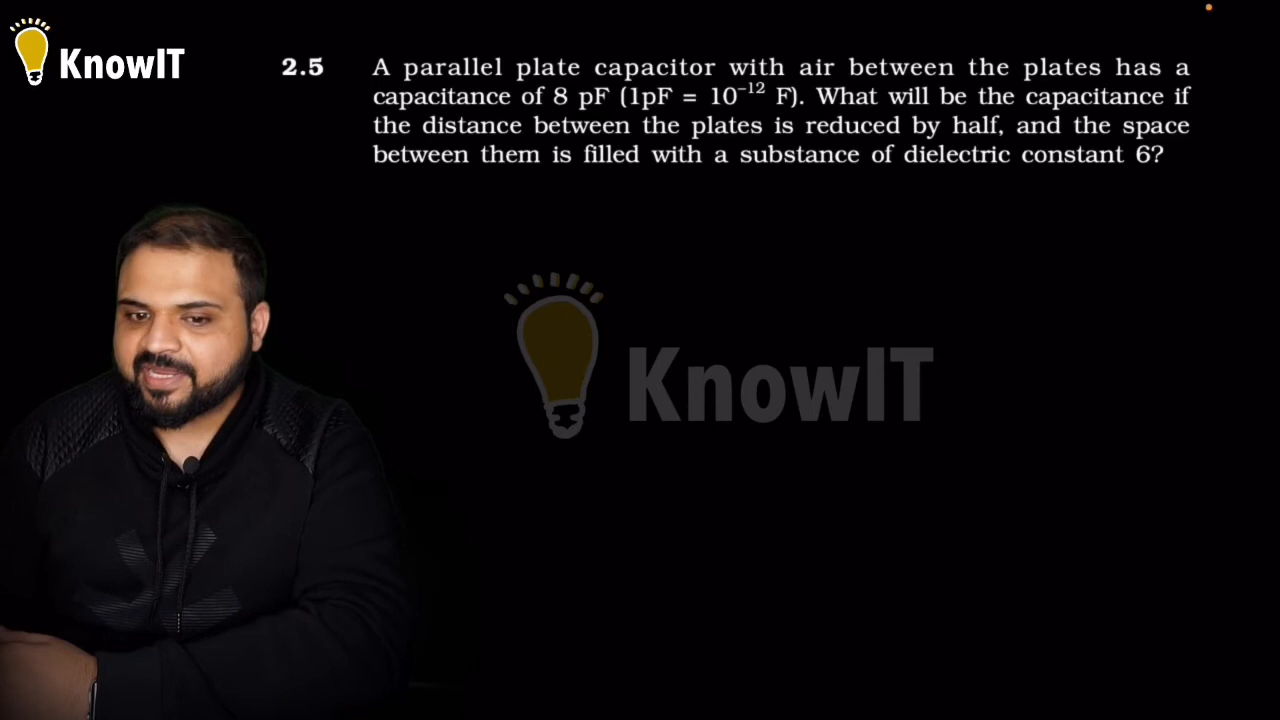 KnowIT
2.5 A parallel plate capacitor with air between the plates has a
capacitance of 8 pF (1pF = 10⁻¹² F). What will be the capacitance if
the distance between the plates is reduced by half, and the space
between them is filled with a substance of dielectric constant 6?
KnowIT